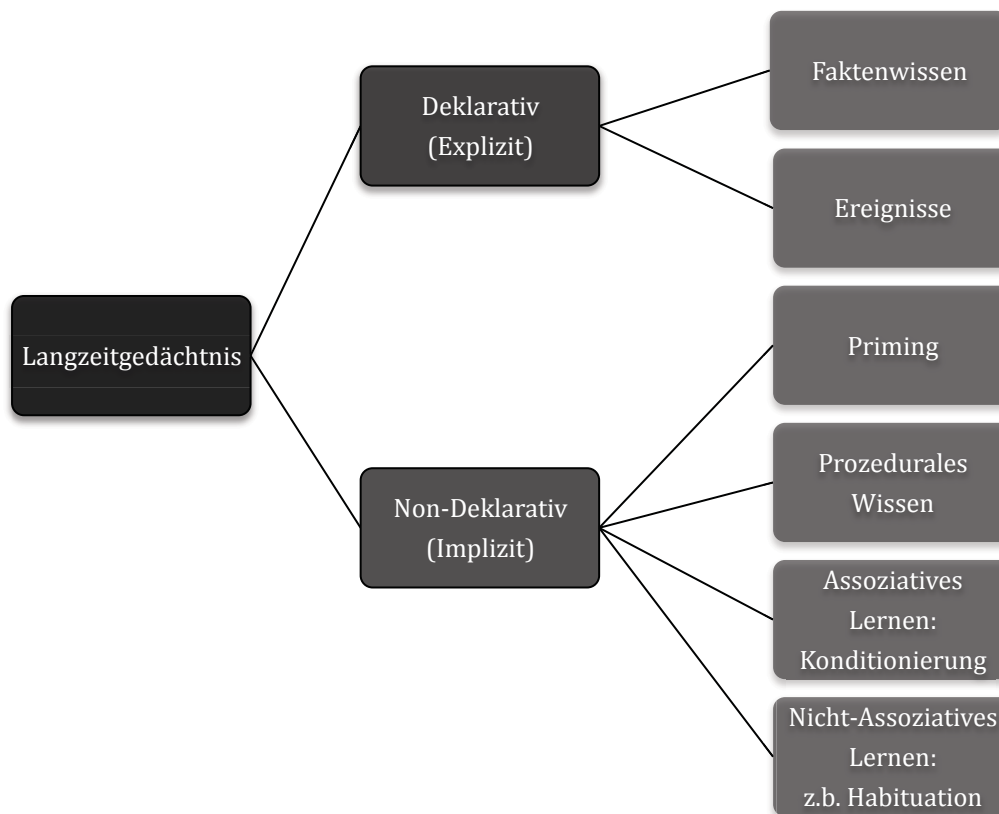 Langzeitgedächtnis
Deklarativ
(Explizit)
Faktenwissen
Ereignisse
Non-Deklarativ
(Implizit)
Priming
Prozedurales
Wissen
Assoziatives
Lernen:
Konditionierung
Nicht-Assoziatives
Lernen:
z.b. Habituation